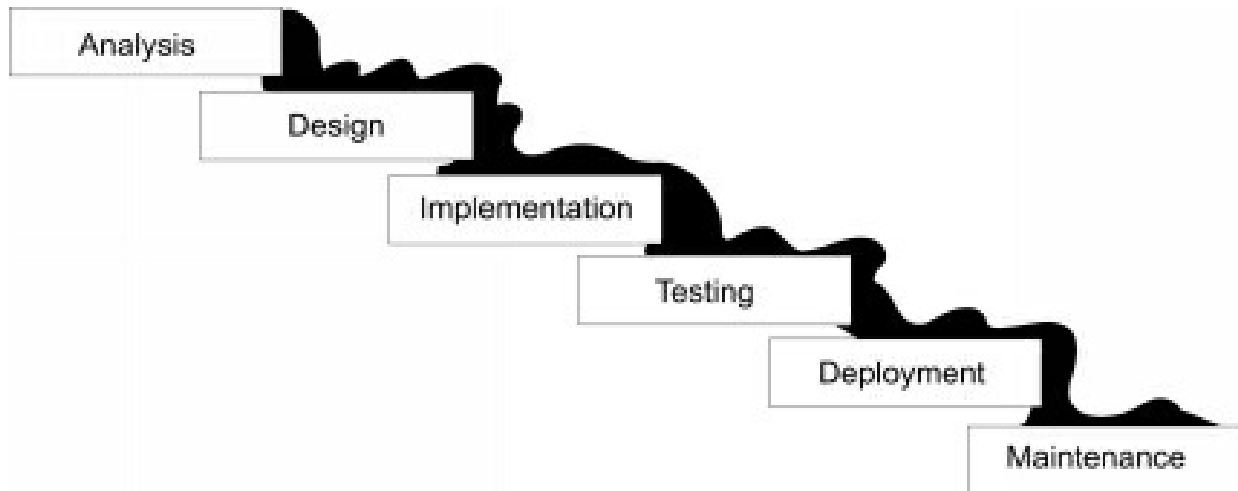 Analysis
Design
Implementation
Testing
Deployment
Maintenance